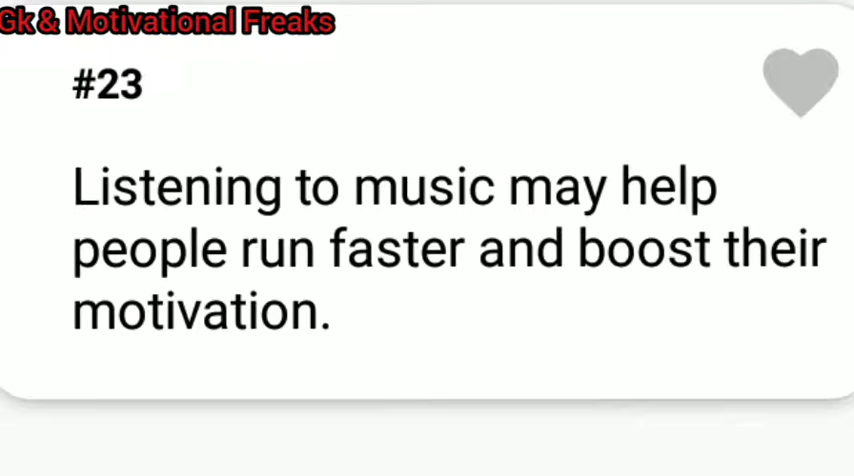 Gk & Motivational Freaks
#23
Listening to music may help
people run faster and boost their
motivation.